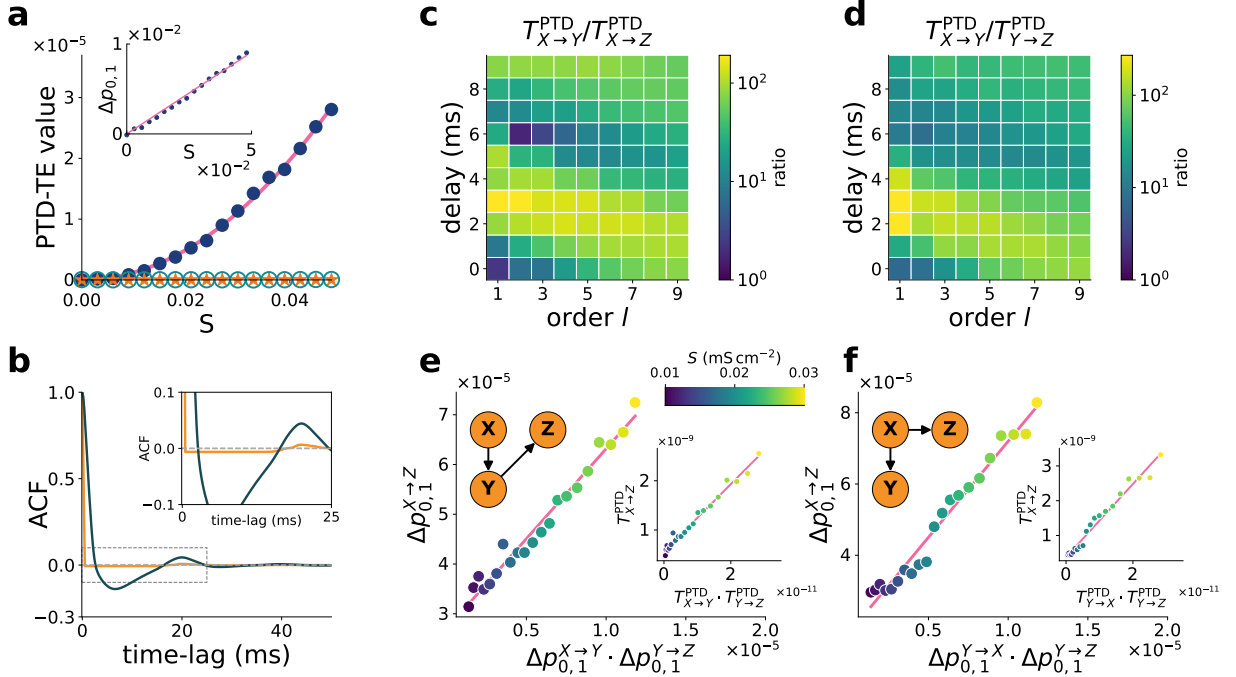 a
×10⁻⁵
PTD-TE value
3
2
1
0
0.00
0.02
0.04
S
×10⁻²
1
0
Δp₀,₁
0
5
S
×10⁻²
c
T^PTD_X→Y/T^PTD_X→Z
delay (ms)
8
6
4
2
0
1
3
5
7
9
order l
10²
10¹
10⁰
ratio
d
T^PTD_X→Y/T^PTD_Y→Z
delay (ms)
8
6
4
2
0
1
3
5
7
9
order l
10²
10¹
10⁰
ratio
b
ACF
1.0
0.5
0.0
−0.3
0
20
40
time-lag (ms)
ACF
0.1
0.0
−0.1
0
25
time-lag (ms)
e
×10⁻⁵
Δp^X→Z_0,1
7
6
5
4
3
0.5
1.0
1.5
2.0
×10⁻⁵
Δp^X→Y_0,1 · Δp^Y→Z_0,1
X
Z
Y
S (mS cm⁻²)
0.01
0.02
0.03
×10⁻⁹
T^PTD_X→Z
2
1
0
2
T^PTD_X→Y · T^PTD_Y→Z
×10⁻¹¹
f
×10⁻⁵
Δp^X→Z_0,1
8
6
4
0.5
1.0
1.5
2.0
×10⁻⁵
Δp^Y→X_0,1 · Δp^Y→Z_0,1
X
Z
Y
×10⁻⁹
T^PTD_X→Z
3
2
1
0
2
T^PTD_Y→X · T^PTD_Y→Z
×10⁻¹¹